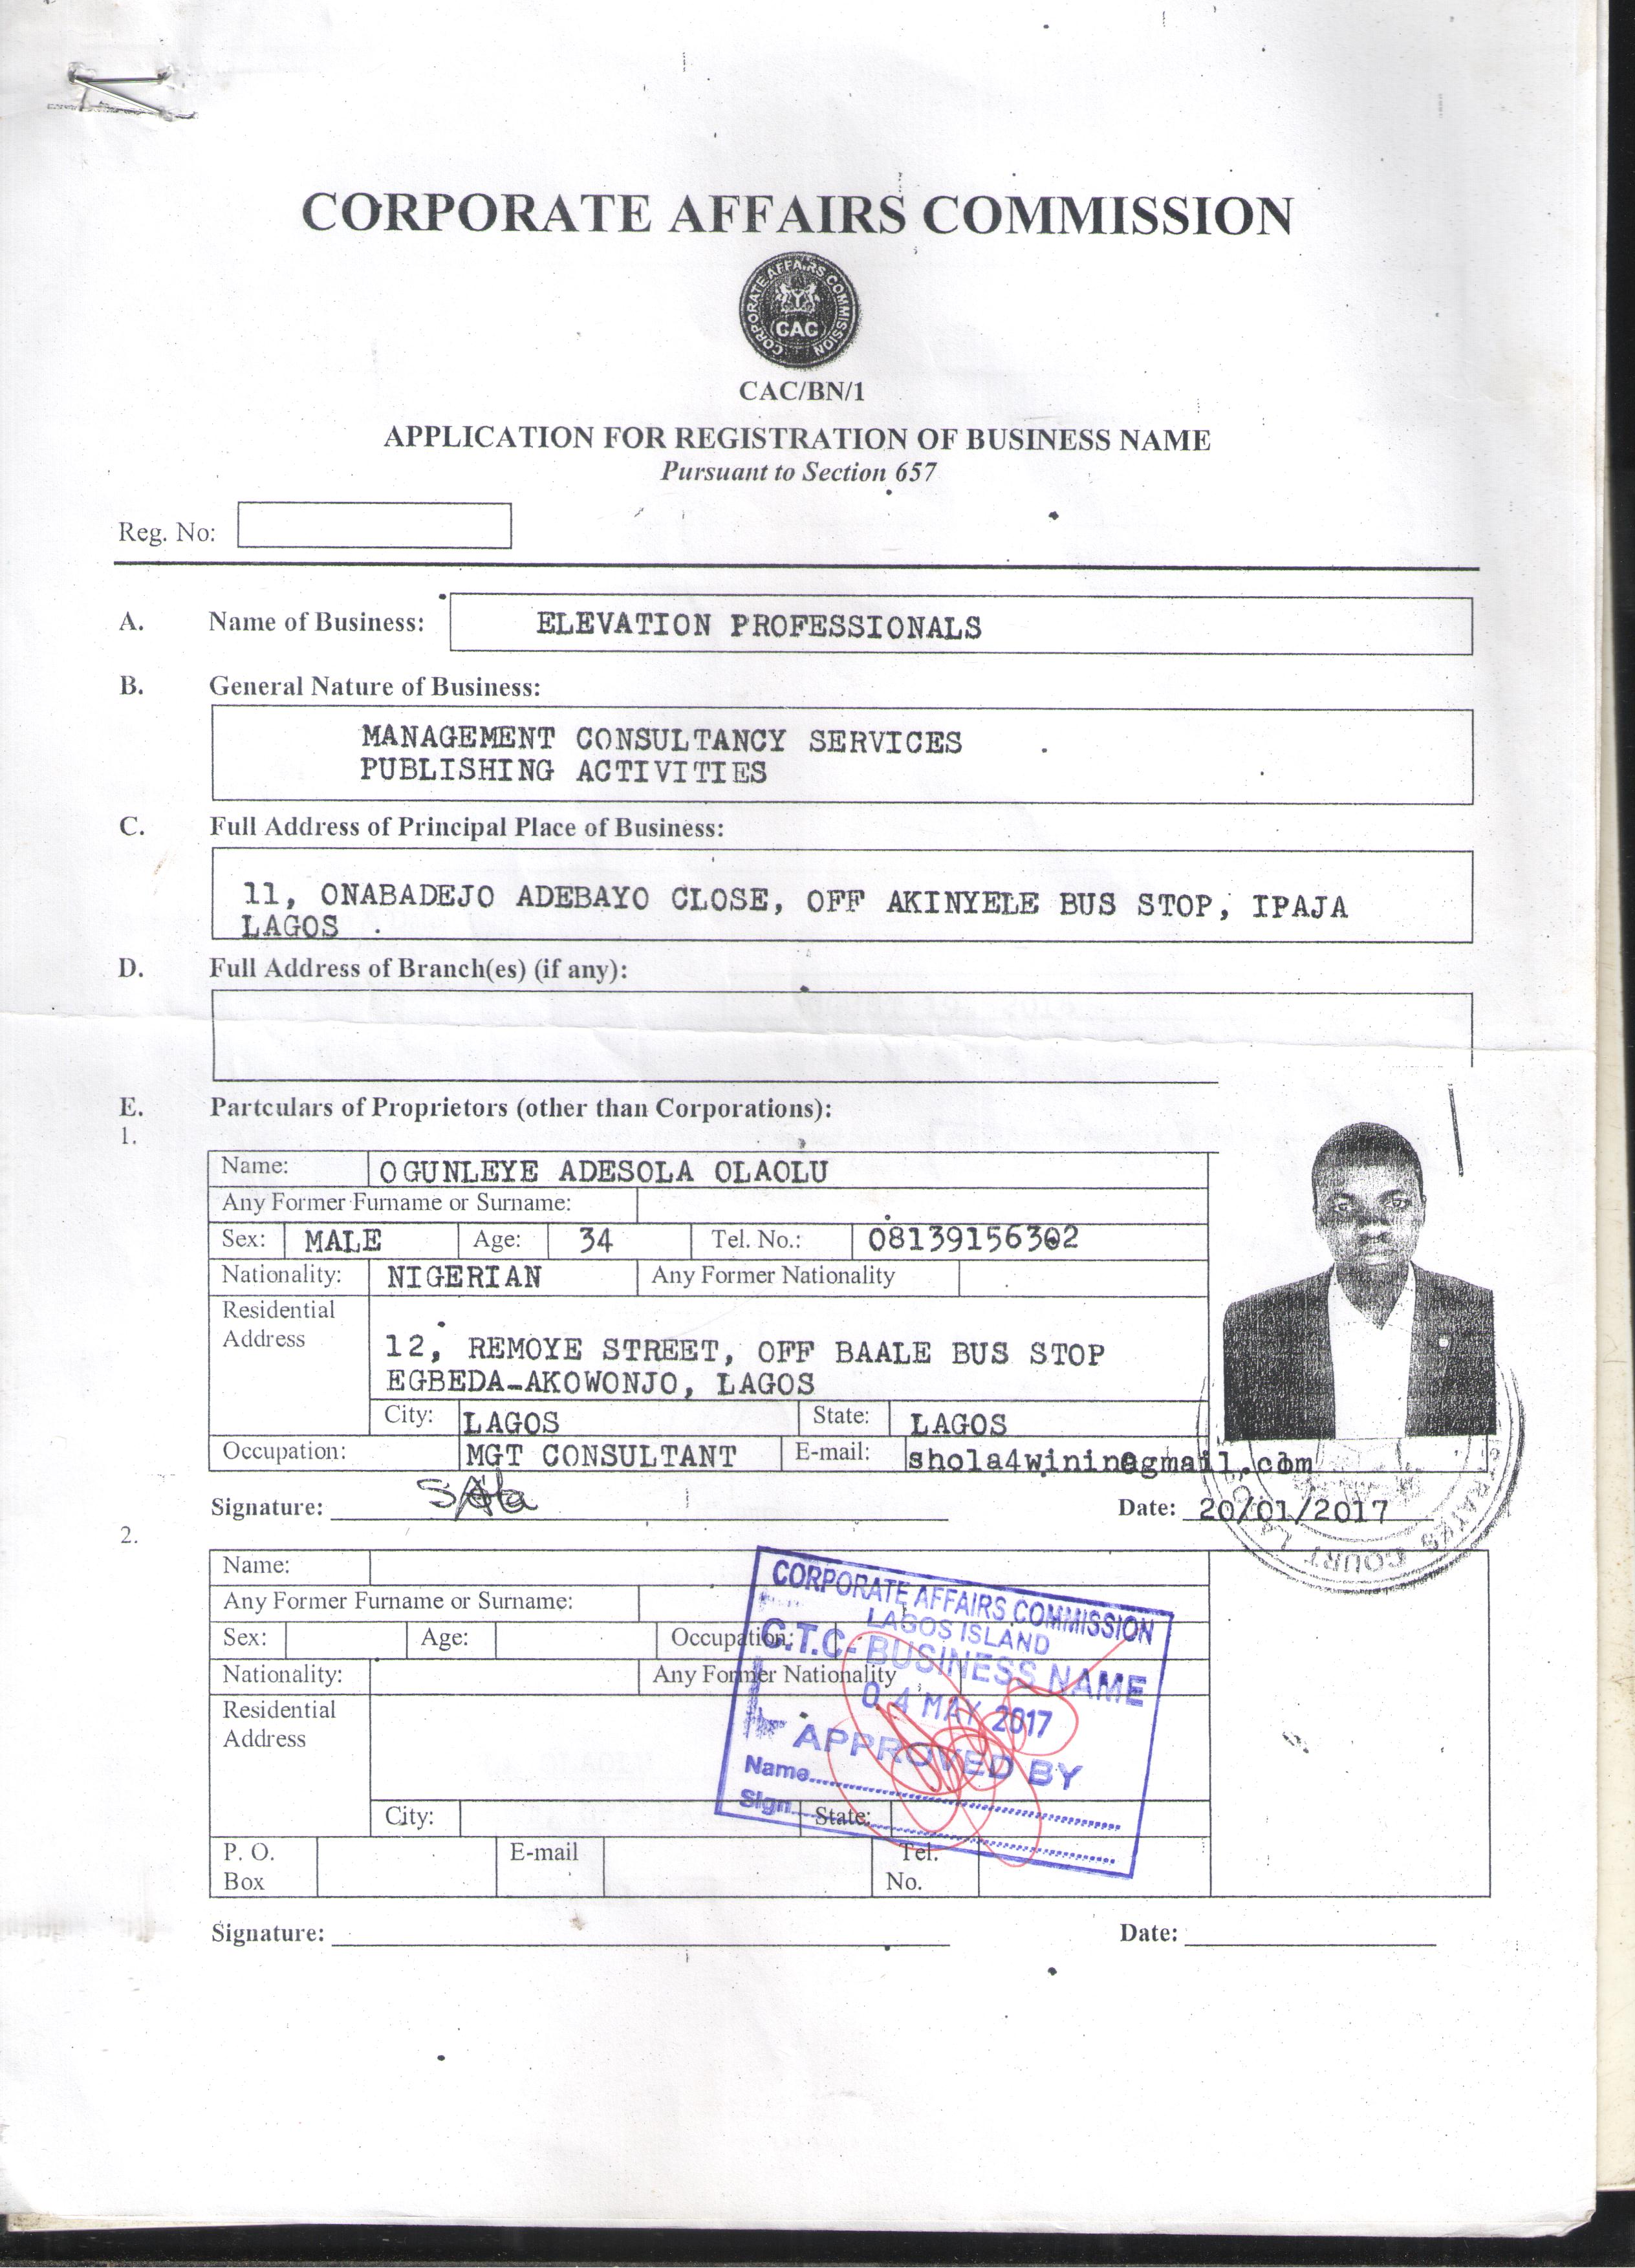 CORPORATE AFFAIRS COMMISSION
CORPORATE AFFAIRS COMMISSION
CAC
CAC/BN/1
APPLICATION FOR REGISTRATION OF BUSINESS NAME
Pursuant to Section 657
Reg. No:
A. Name of Business: ELEVATION PROFESSIONALS
B. General Nature of Business:
MANAGEMENT CONSULTANCY SERVICES
PUBLISHING ACTIVITIES
C. Full Address of Principal Place of Business:
11, ONABADEJO ADEBAYO CLOSE, OFF AKINYELE BUS STOP, IPAJA
LAGOS
D. Full Address of Branch(es) (if any):
E. Partculars of Proprietors (other than Corporations):
1.
Name: OGUNLEYE ADESOLA OLAOLU
Any Former Furname or Surname:
Sex: MALE Age: 34 Tel. No.: 08139156302
Nationality: NIGERIAN Any Former Nationality
Residential
Address
12, REMOYE STREET, OFF BAALE BUS STOP
EGBEDA-AKOWONJO, LAGOS
City: LAGOS State: LAGOS
Occupation: MGT CONSULTANT E-mail: shola4winin@gmail.com
Signature: Date: 20/01/2017
COURT
2.
Name:
Any Former Furname or Surname:
Sex: Age: Occupation:
Nationality: Any Former Nationality
Residential
Address
City: State:
P. O. Box E-mail Tel. No.
CORPORATE AFFAIRS COMMISSION
LAGOS ISLAND
C.T.C- BUSINESS NAME
04 MAY 2017
APPROVED BY
Name
Sign
Signature: Date: